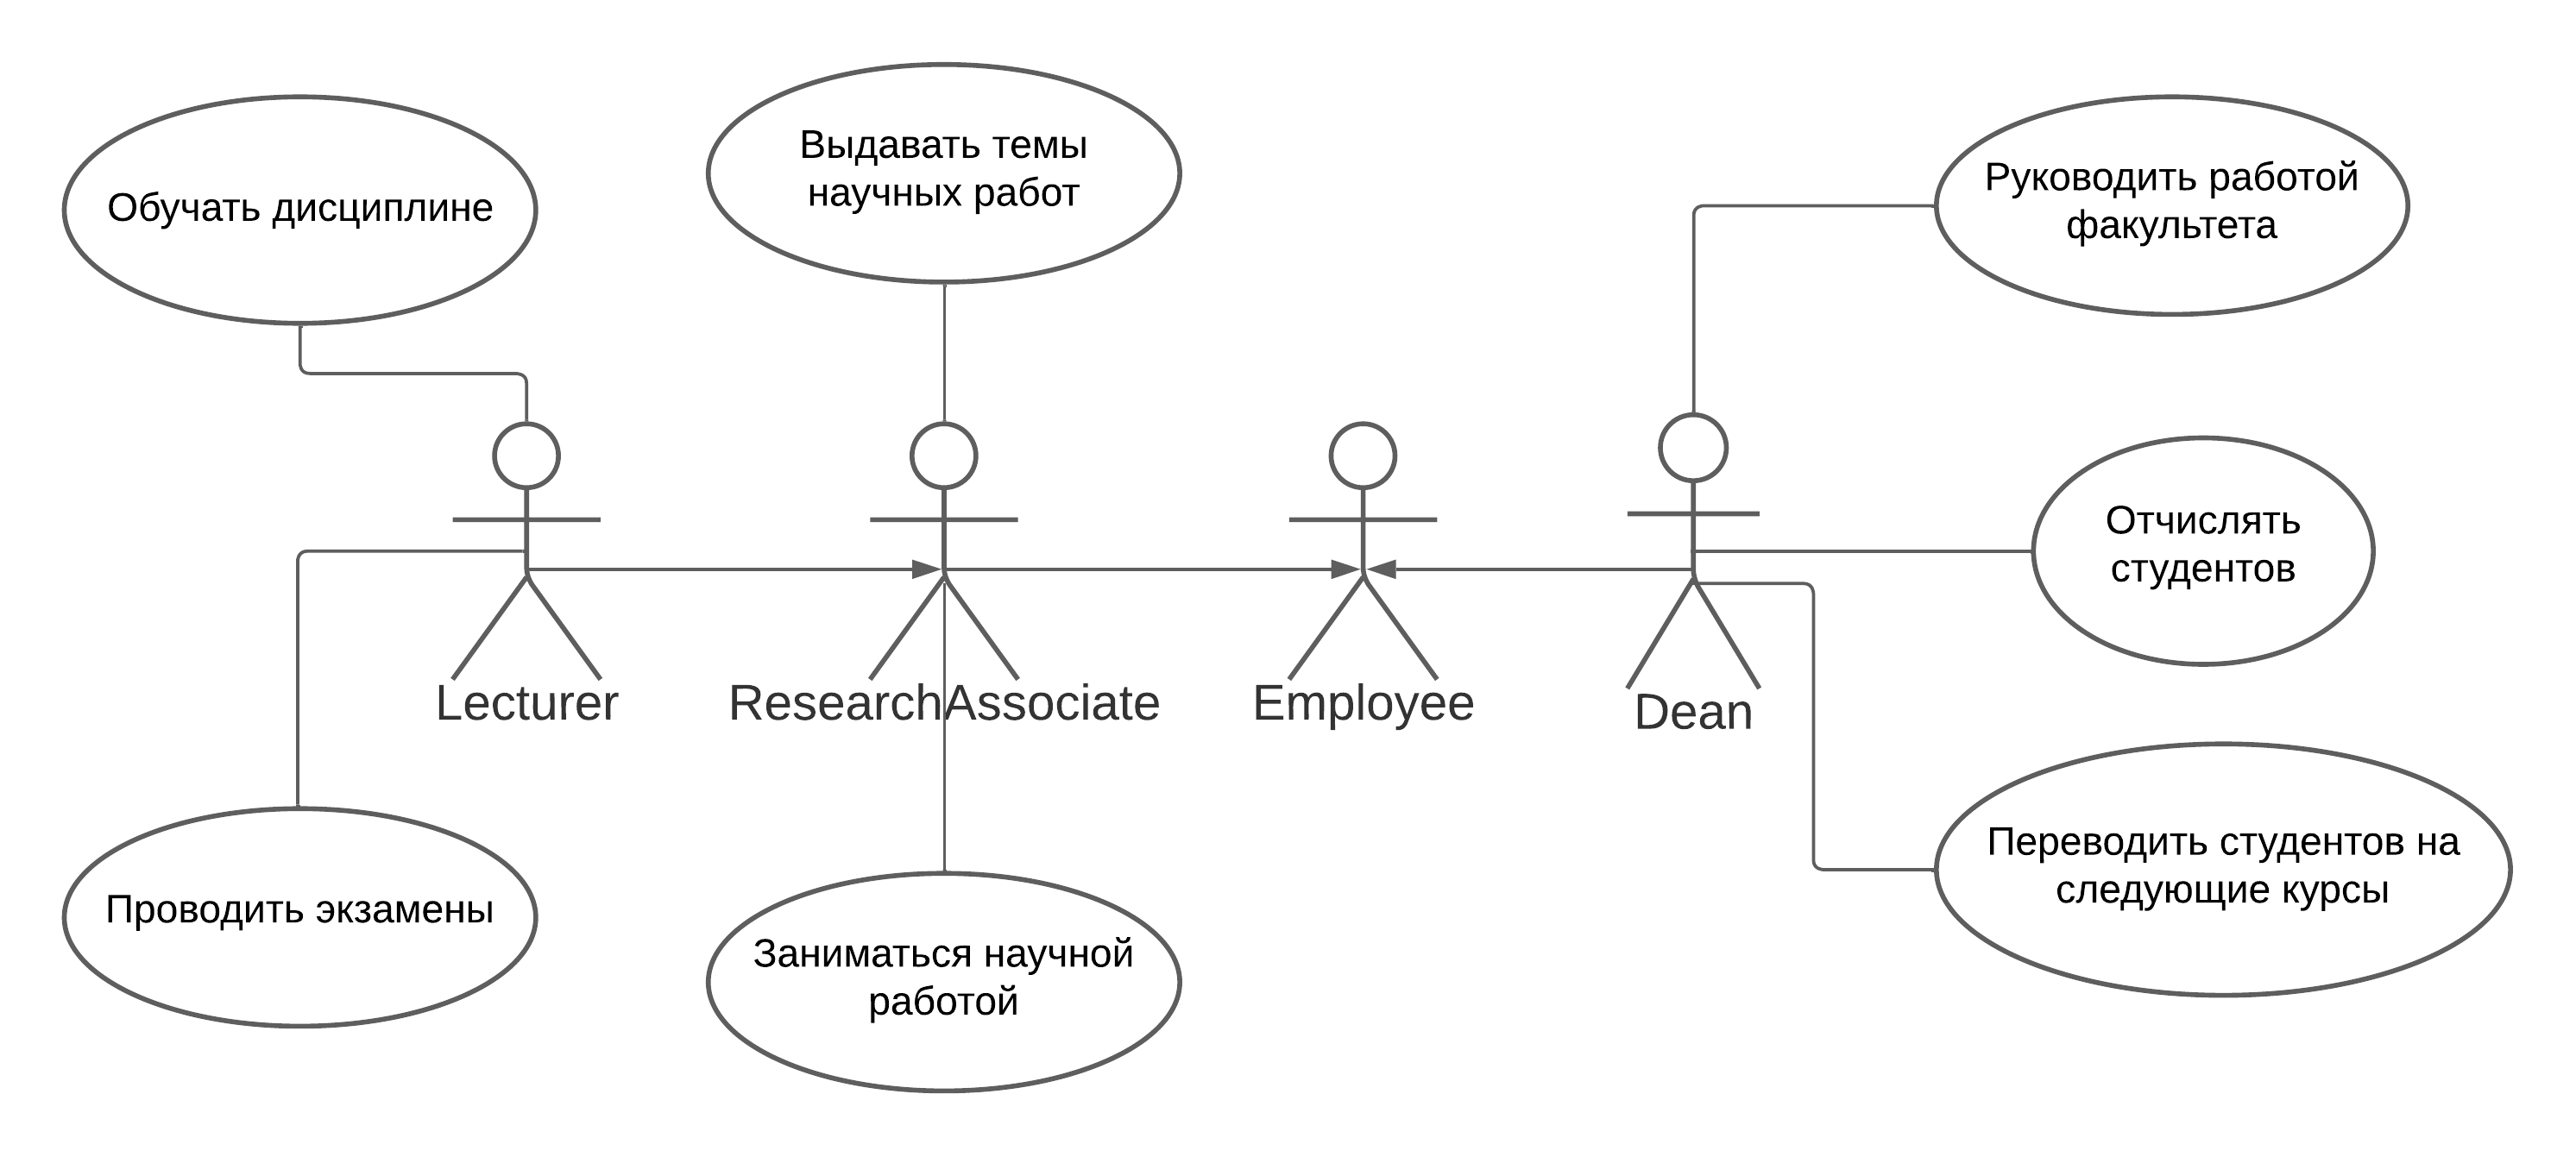 Обучать дисциплине
Выдавать темы
научных работ
Руководить работой
факультета
Отчислять
студентов
Lecturer
ResearchAssociate
Employee
Dean
Проводить экзамены
Заниматься научной
работой
Переводить студентов на
следующие курсы